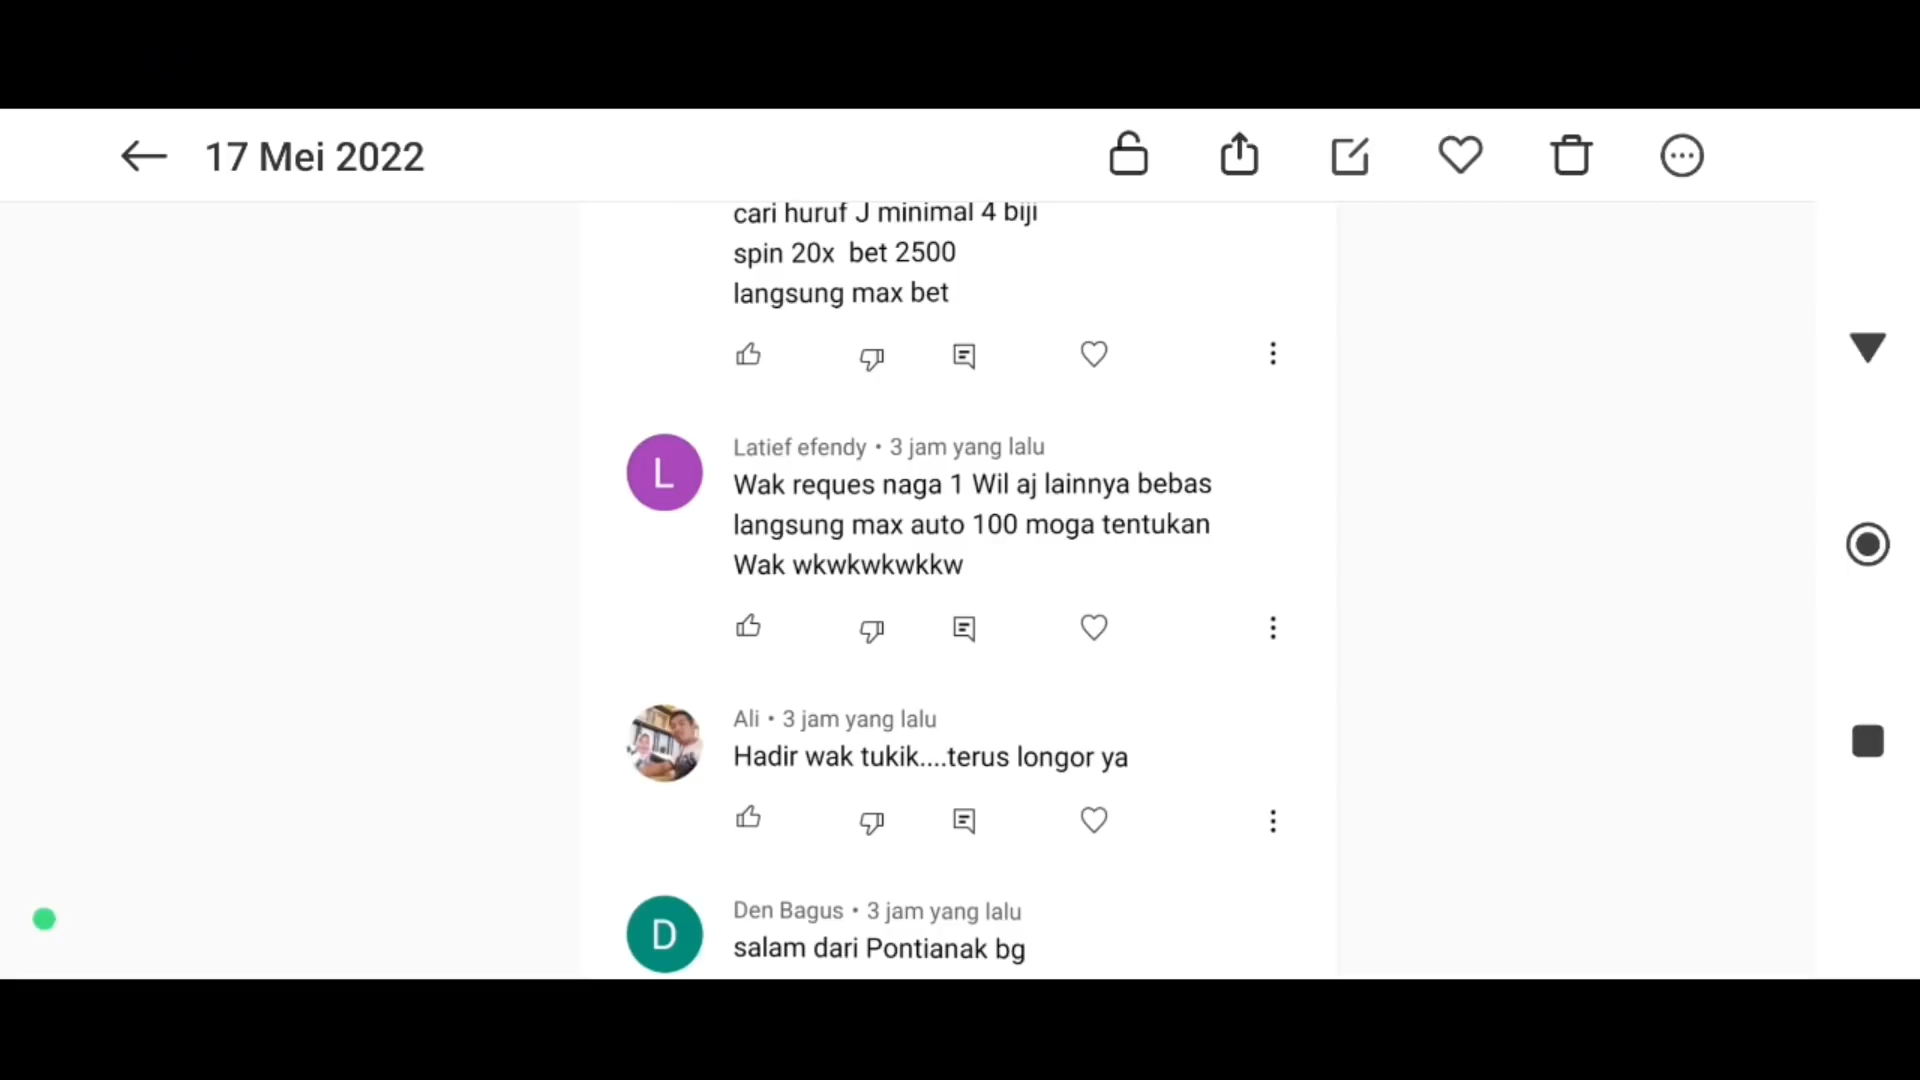 17 Mei 2022
cari huruf J minimal 4 biji
spin 20x  bet 2500
langsung max bet
L
Latief efendy • 3 jam yang lalu
Wak reques naga 1 Wil aj lainnya bebas
langsung max auto 100 moga tentukan
Wak wkwkwkwkkw
Ali • 3 jam yang lalu
Hadir wak tukik....terus longor ya
D
Den Bagus • 3 jam yang lalu
salam dari Pontianak bg